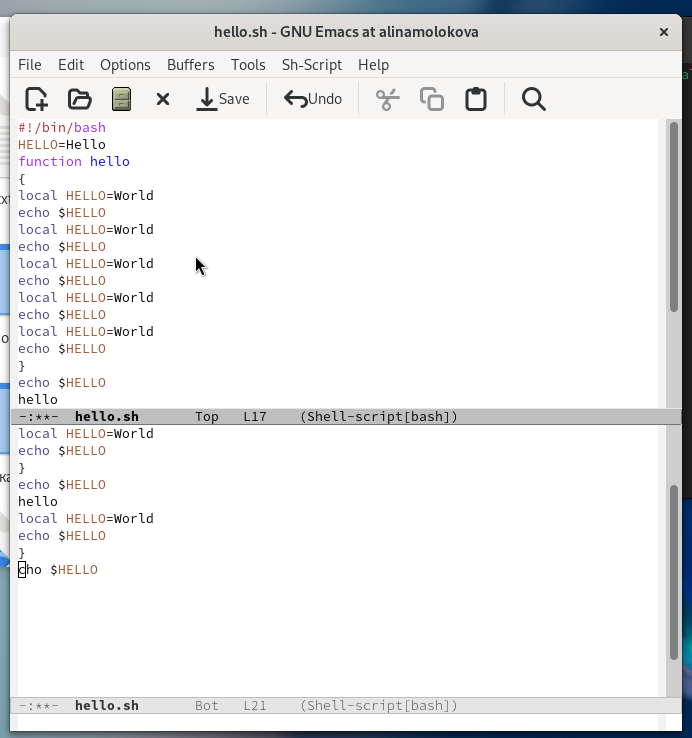 hello.sh - GNU Emacs at alinamolokova
File Edit Options Buffers Tools Sh-Script Help
Save Undo
#!/bin/bash
HELLO=Hello
function hello
{
local HELLO=World
echo $HELLO
local HELLO=World
echo $HELLO
local HELLO=World
echo $HELLO
local HELLO=World
echo $HELLO
local HELLO=World
echo $HELLO
}
echo $HELLO
hello
-:**-  hello.sh       Top   L17    (Shell-script[bash])
local HELLO=World
echo $HELLO
}
echo $HELLO
hello
local HELLO=World
echo $HELLO
}
cho $HELLO
-:**-  hello.sh       Bot   L21    (Shell-script[bash])